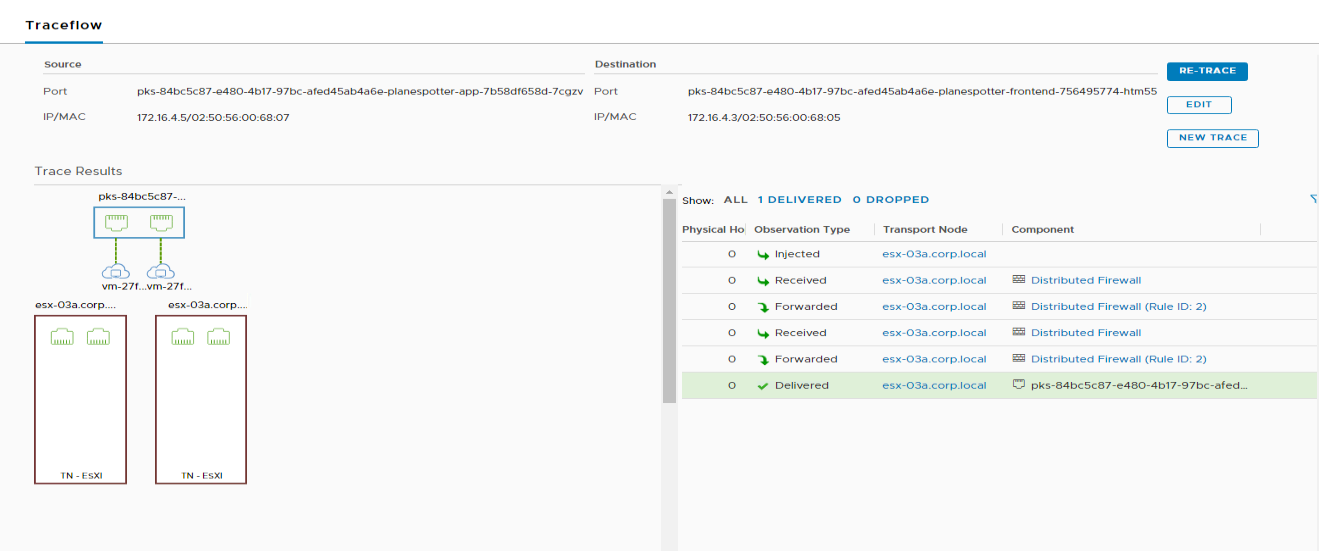 Traceflow
Source
Destination
Port pks-84bc5c87-e480-4b17-97bc-afed45ab4a6e-planespotter-app-7b58df658d-7cgzv
Port pks-84bc5c87-e480-4b17-97bc-afed45ab4a6e-planespotter-frontend-756495774-htm55
IP/MAC 172.16.4.5/02:50:56:00:68:07
IP/MAC 172.16.4.3/02:50:56:00:68:05
RE-TRACE
EDIT
NEW TRACE
Trace Results
pks-84bc5c87-...
vm-27f...vm-27f...
esx-03a.corp.... esx-03a.corp....
TN - EsXI TN - EsXI
Show: ALL 1 DELIVERED 0 DROPPED
Physical Ho Observation Type Transport Node Component
0 Injected esx-03a.corp.local
0 Received esx-03a.corp.local Distributed Firewall
0 Forwarded esx-03a.corp.local Distributed Firewall (Rule ID: 2)
0 Received esx-03a.corp.local Distributed Firewall
0 Forwarded esx-03a.corp.local Distributed Firewall (Rule ID: 2)
0 Delivered esx-03a.corp.local pks-84bc5c87-e480-4b17-97bc-afed...